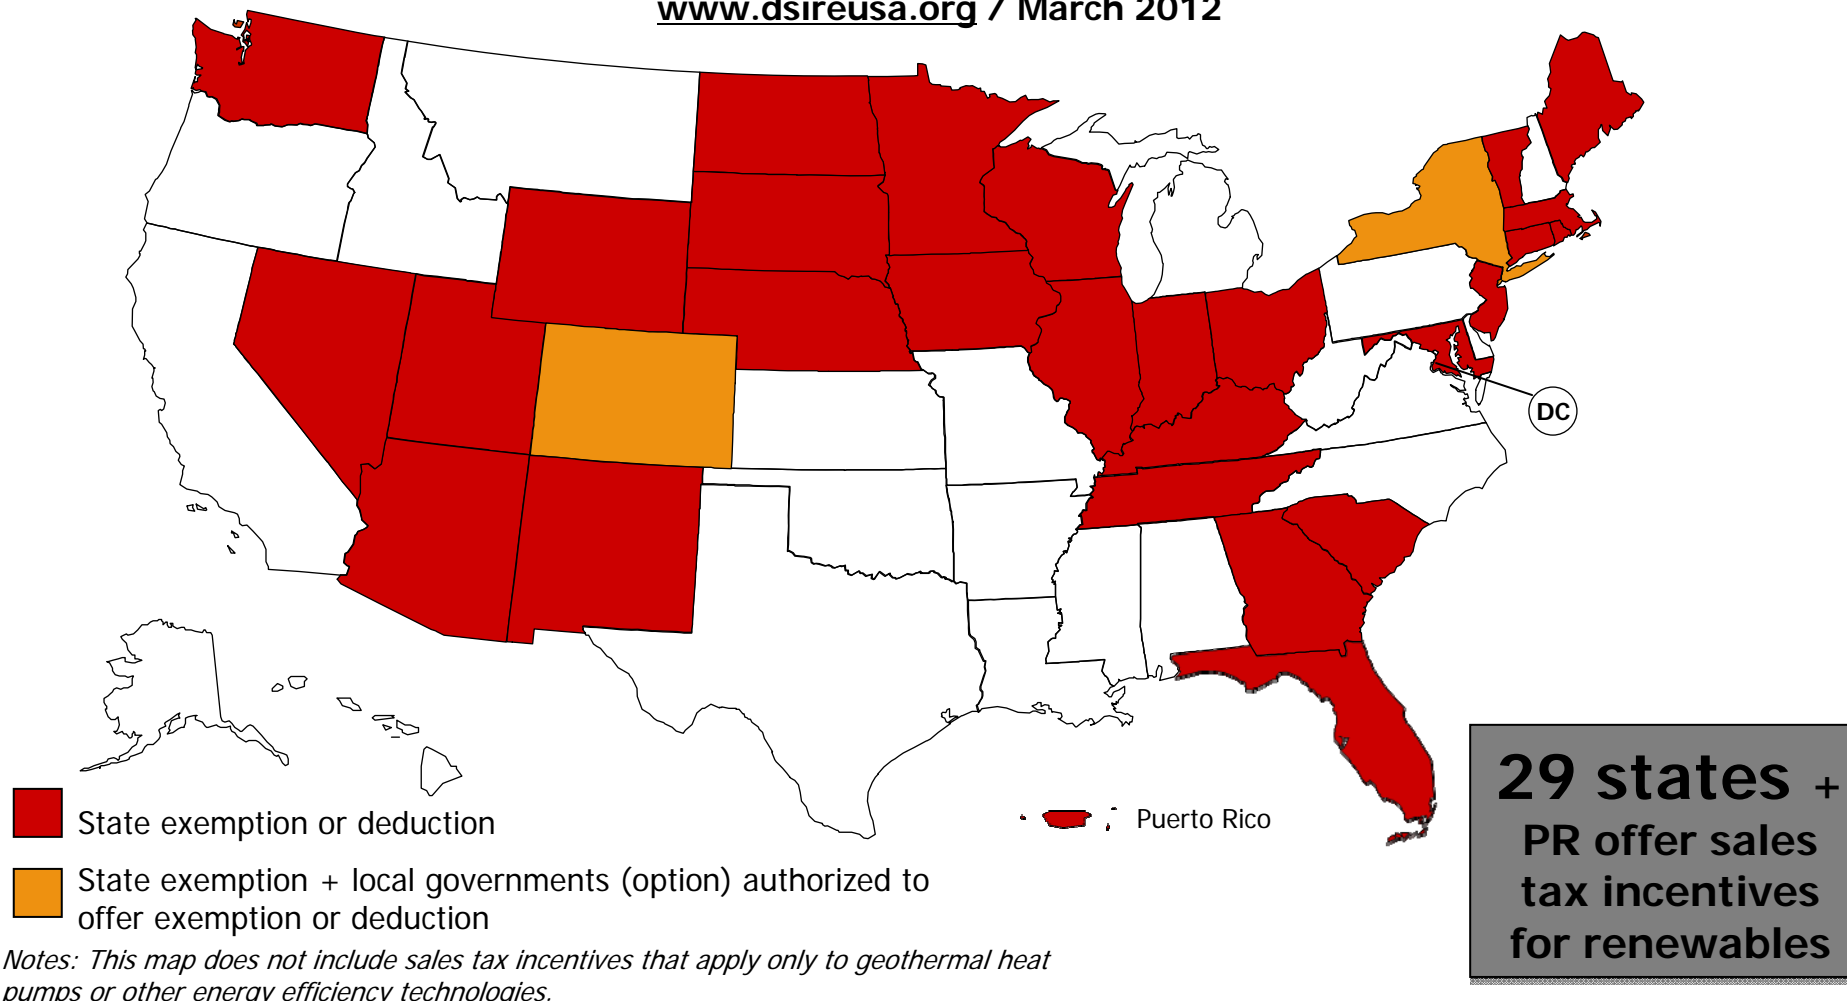 www.dsireusa.org / March 2012
DC
Puerto Rico
State exemption or deduction
State exemption + local governments (option) authorized to
offer exemption or deduction
Notes: This map does not include sales tax incentives that apply only to geothermal heat
pumps or other energy efficiency technologies.
29 states +
PR offer sales
tax incentives
for renewables